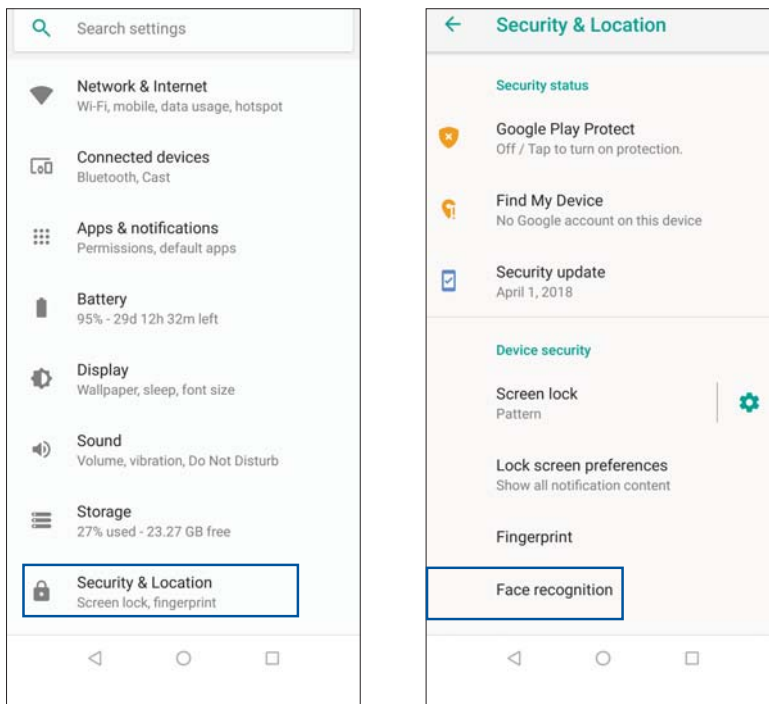 Search settings
Network & Internet
Wi-Fi, mobile, data usage, hotspot
Connected devices
Bluetooth, Cast
Apps & notifications
Permissions, default apps
Battery
95% - 29d 12h 32m left
Display
Wallpaper, sleep, font size
Sound
Volume, vibration, Do Not Disturb
Storage
27% used - 23.27 GB free
Security & Location
Screen lock, fingerprint
Security & Location
Security status
Google Play Protect
Off / Tap to turn on protection.
Find My Device
No Google account on this device
Security update
April 1, 2018
Device security
Screen lock
Pattern
Lock screen preferences
Show all notification content
Fingerprint
Face recognition